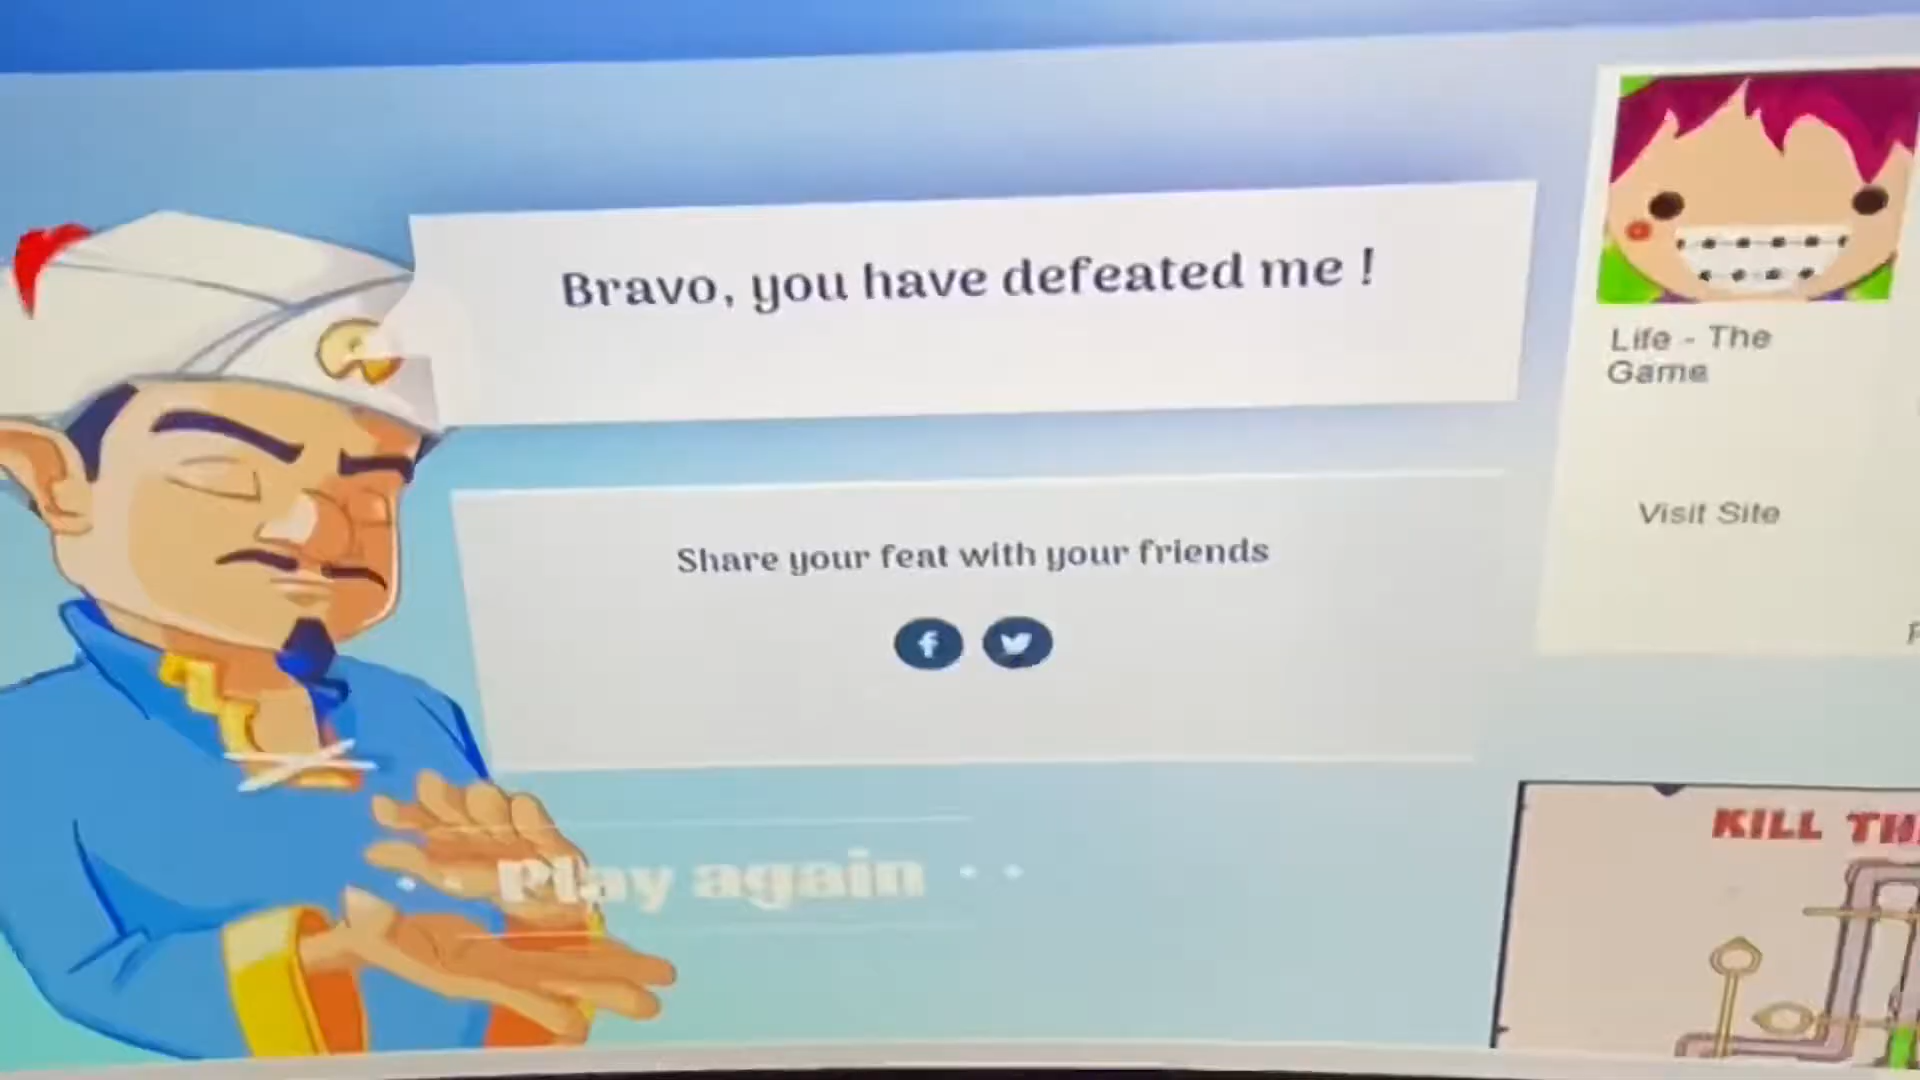 Bravo, you have defeated me !
Share your feat with your friends
Play again
Life - The
Game
Visit Site
KILL